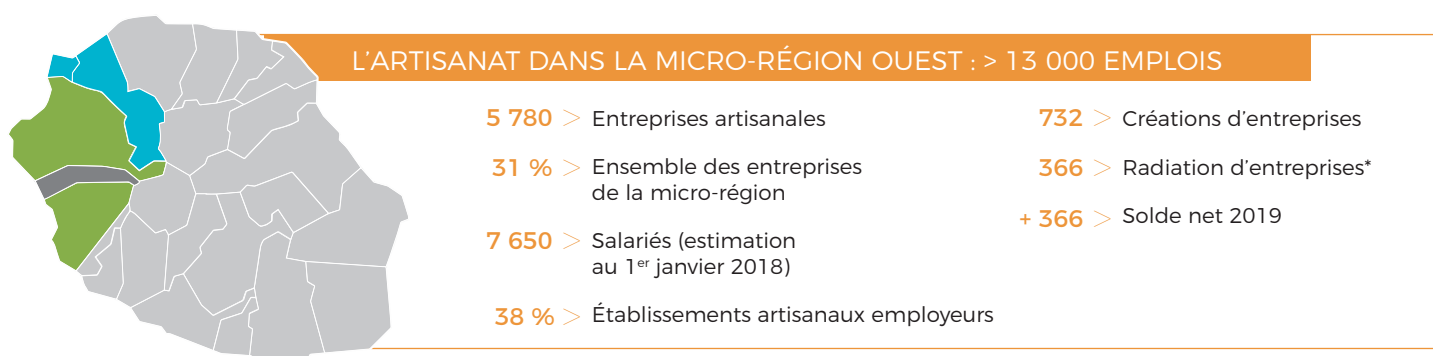 L'ARTISANAT DANS LA MICRO-RÉGION OUEST : > 13 000 EMPLOIS
5 780 > Entreprises artisanales
31 % > Ensemble des entreprises
de la micro-région
7 650 > Salariés (estimation
au 1er janvier 2018)
38 % > Établissements artisanaux employeurs
732 > Créations d'entreprises
366 > Radiation d'entreprises*
+ 366 > Solde net 2019